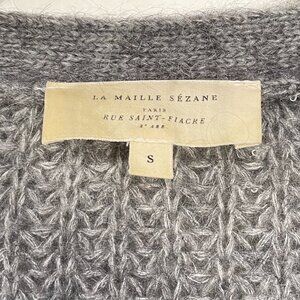 LA MAILLE SÉZANE
PARIS
RUE SAINT-FIACRE
2e ARR
S